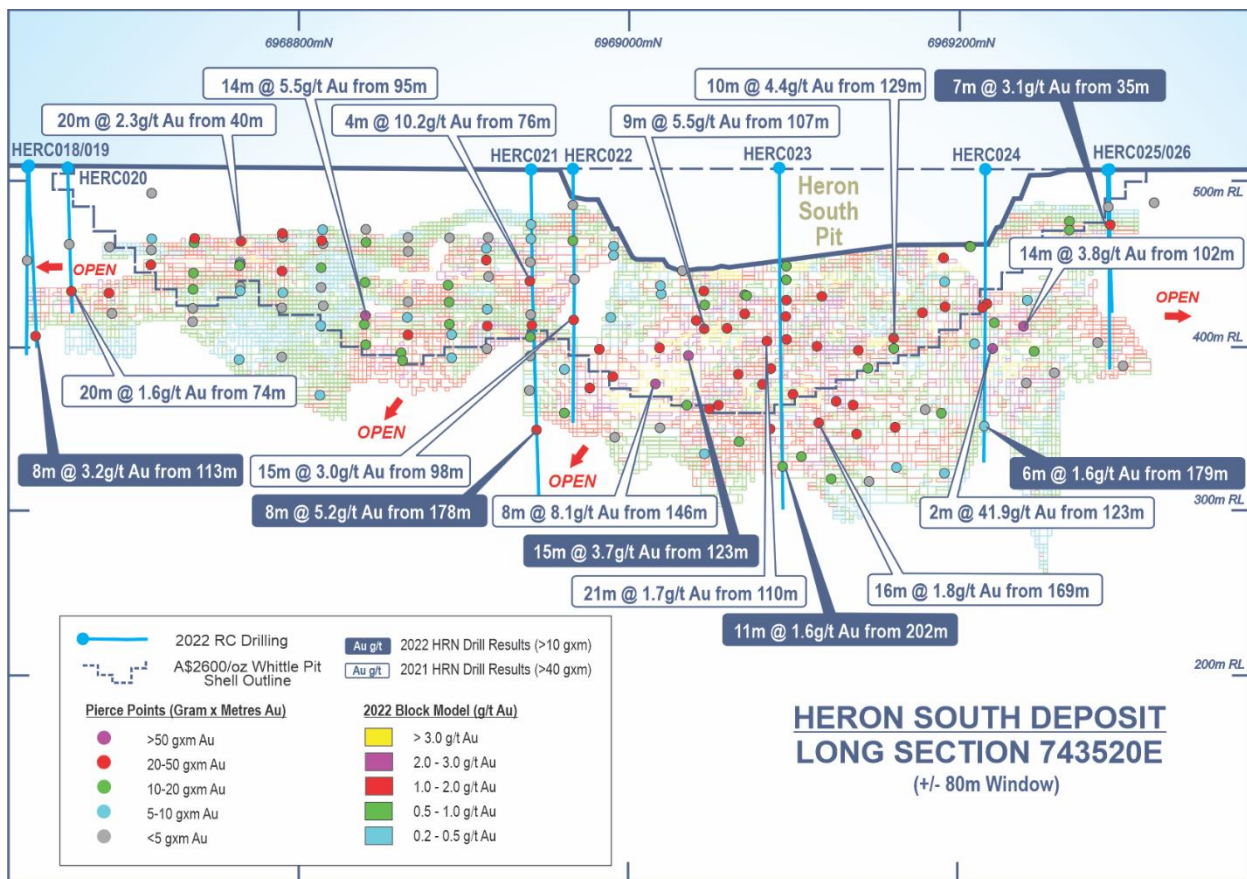 6968800mN
6969000mN
6969200mN
14m @ 5.5g/t Au from 95m
10m @ 4.4g/t Au from 129m
7m @ 3.1g/t Au from 35m
20m @ 2.3g/t Au from 40m
4m @ 10.2g/t Au from 76m
9m @ 5.5g/t Au from 107m
HERC018/019
HERC020
HERC021
HERC022
HERC023
HERC024
HERC025/026
Heron
South
Pit
500m RL
14m @ 3.8g/t Au from 102m
OPEN
OPEN
400m RL
20m @ 1.6g/t Au from 74m
OPEN
8m @ 3.2g/t Au from 113m
15m @ 3.0g/t Au from 98m
OPEN
6m @ 1.6g/t Au from 179m
8m @ 5.2g/t Au from 178m
8m @ 8.1g/t Au from 146m
2m @ 41.9g/t Au from 123m
300m RL
15m @ 3.7g/t Au from 123m
21m @ 1.7g/t Au from 110m
16m @ 1.8g/t Au from 169m
11m @ 1.6g/t Au from 202m
200m RL
2022 RC Drilling
A$2600/oz Whittle Pit
Shell Outline
Au g/t 2022 HRN Drill Results (>10 gxm)
Au g/t 2021 HRN Drill Results (>40 gxm)
Pierce Points (Gram x Metres Au)
>50 gxm Au
20-50 gxm Au
10-20 gxm Au
5-10 gxm Au
<5 gxm Au
2022 Block Model (g/t Au)
> 3.0 g/t Au
2.0 - 3.0 g/t Au
1.0 - 2.0 g/t Au
0.5 - 1.0 g/t Au
0.2 - 0.5 g/t Au
HERON SOUTH DEPOSIT
LONG SECTION 743520E
(+/- 80m Window)